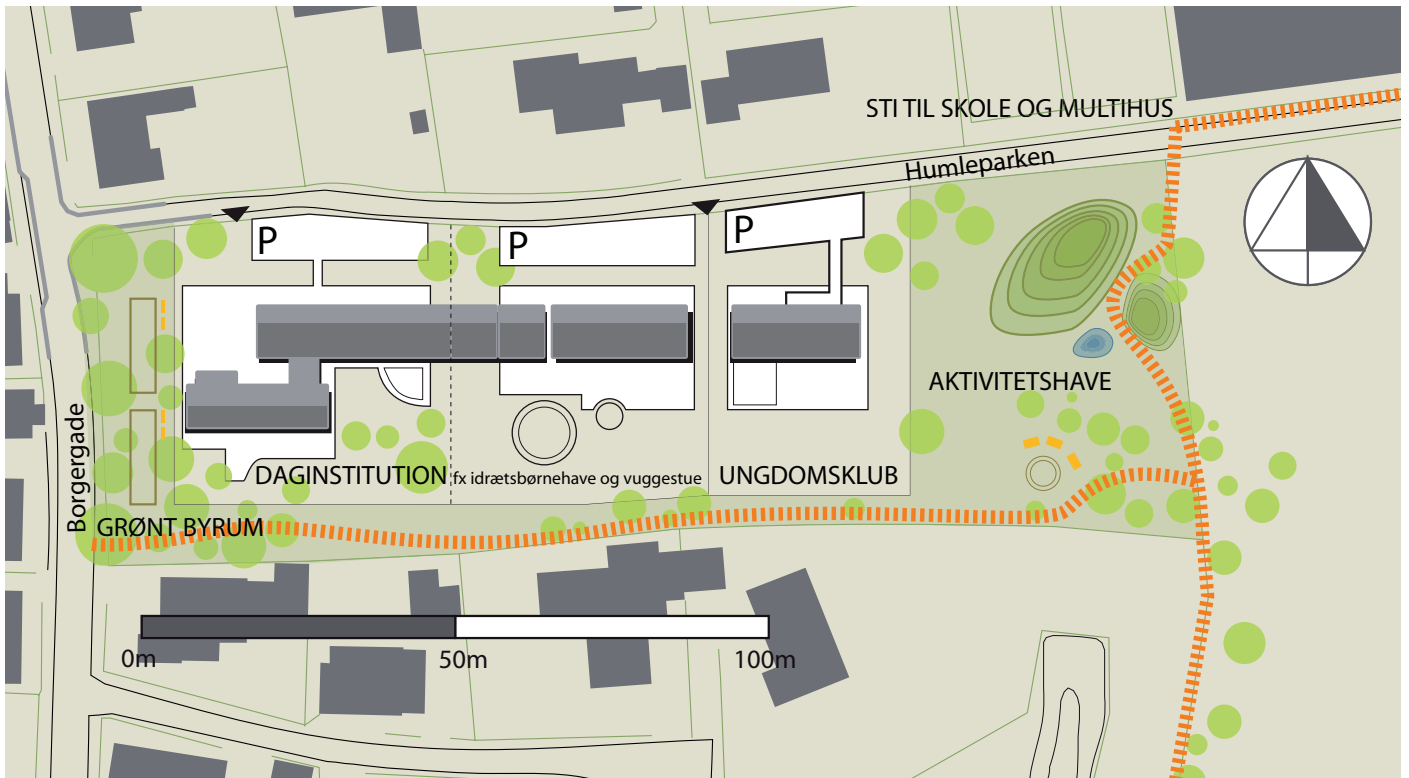 STI TIL SKOLE OG MULTIHUS
Humleparken
P
P
P
AKTIVITETSHAVE
Borgergade
DAGINSTITUTION fx idrætsbørnehave og vuggestue
UNGDOMSKLUB
GRØNT BYRUM
0m
50m
100m